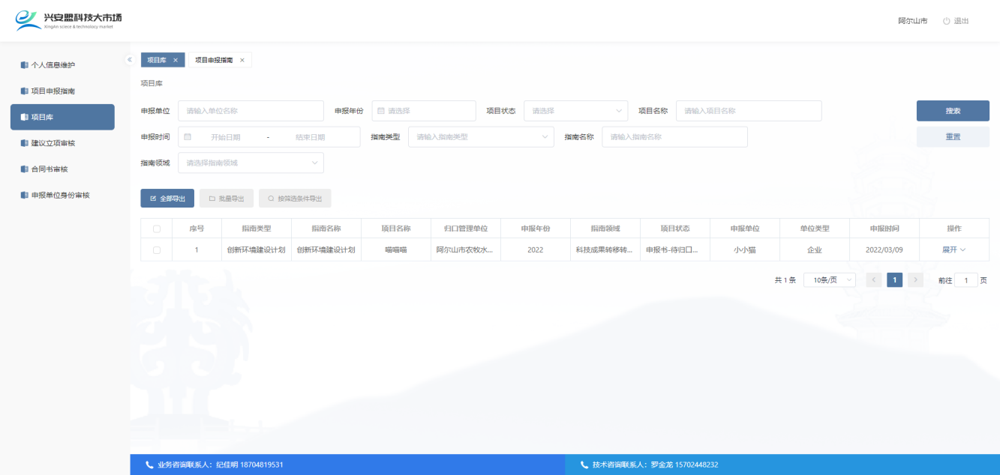 兴安盟科技大市场
XingAn sciece & technology market
阿尔山市 退出
个人信息维护
项目申报指南
项目库
建议立项审核
合同书审核
申报单位身份审核
项目库 项目申报指南
项目库
申报单位 请输入单位名称 申报年份 请选择 项目状态 请选择 项目名称 请输入项目名称 搜索
申报时间 开始日期 - 结束日期 指南类型 请输入指南类型 指南名称 请输入指南名称 重置
指南领域 请选择指南领域
全部导出 批量导出 按筛选条件导出
序号 指南类型 指南名称 项目名称 归口管理单位 申报年份 指南领域 项目状态 申报单位 单位类型 申报时间 操作
1 创新环境建设计划 创新环境建设计划 喵喵喵 阿尔山市农牧水... 2022 科技成果转移转... 申报书-待归口... 小小猫 企业 2022/03/09 展开
共 1 条 10条/页 < 1 > 前往 1 页
业务咨询联系人：纪佳明 18704819531
技术咨询联系人：罗金龙 15702448232